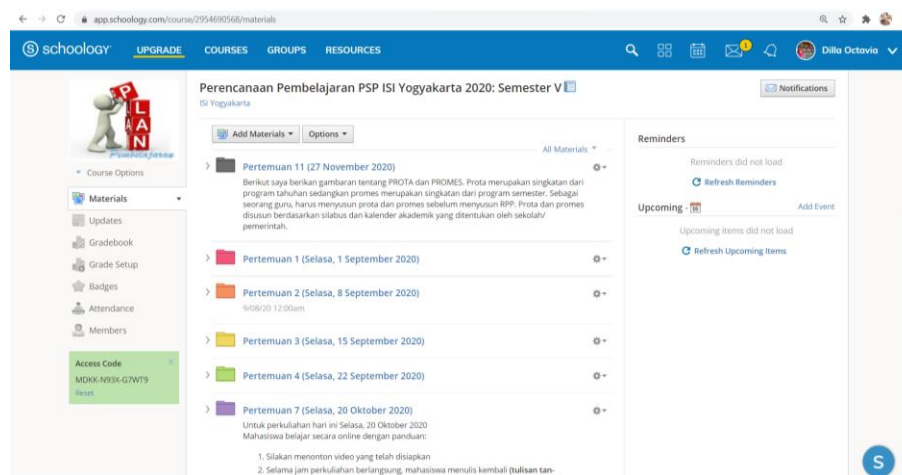 app.schoology.com/course/2954690568/materials
S schoology UPGRADE COURSES GROUPS RESOURCES 1 Dilla Octavia
PLAN
Pembelajaran
Course Options
Materials
Updates
Gradebook
Grade Setup
Badges
Attendance
Members
Access Code
MDKK-N93X-G7WT9
Reset
Perencanaan Pembelajaran PSP ISI Yogyakarta 2020: Semester V
ISI Yogyakarta
Add Materials Options
All Materials
Pertemuan 11 (27 November 2020)
Berikut saya berikan gambaran tentang PROTA dan PROMES. Prota merupakan singkatan dari
program tahuhan sedangkan promes merupakan singkatan dari program semester. Sebagai
seorang guru, harus menyusun prota dan promes sebelum menyusun RPP. Prota dan promes
disusun berdasarkan silabus dan kalender akademik yang ditentukan oleh sekolah/
pemerintah.
Pertemuan 1 (Selasa, 1 September 2020)
Pertemuan 2 (Selasa, 8 September 2020)
9/08/20 12:00am
Pertemuan 3 (Selasa, 15 September 2020)
Pertemuan 4 (Selasa, 22 September 2020)
Pertemuan 7 (Selasa, 20 Oktober 2020)
Untuk perkuliahan hari ini Selasa, 20 Oktober 2020
Mahasiswa belajar secara online dengan panduan:
1. Silakan menonton video yang telah disiapkan
2. Selama jam perkuliahan berlangsung, mahasiswa menulis kembali (tulisan tan-
Notifications
Reminders
Reminders did not load
Refresh Reminders
Upcoming
Add Event
Upcoming items did not load
Refresh Upcoming Items
S